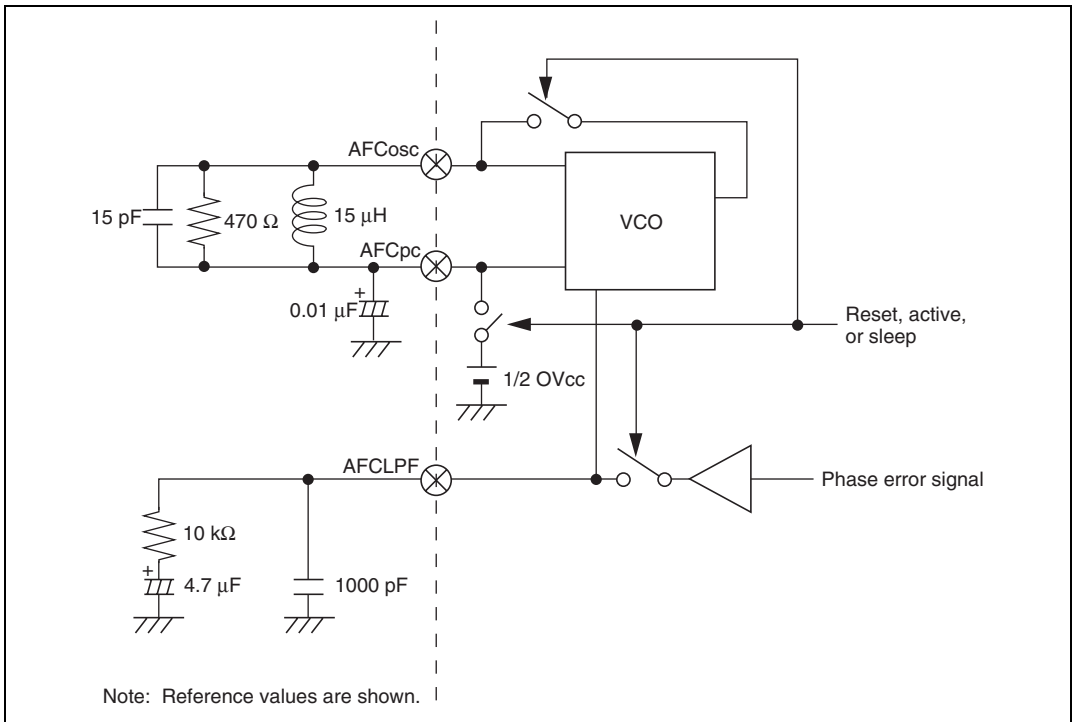 AFCosc
15 pF
470 Ω
15 μH
VCO
AFCpc
+
0.01 μF
Reset, active,
or sleep
1/2 OVcc
AFCLPF
Phase error signal
10 kΩ
+
4.7 μF
1000 pF
Note: Reference values are shown.